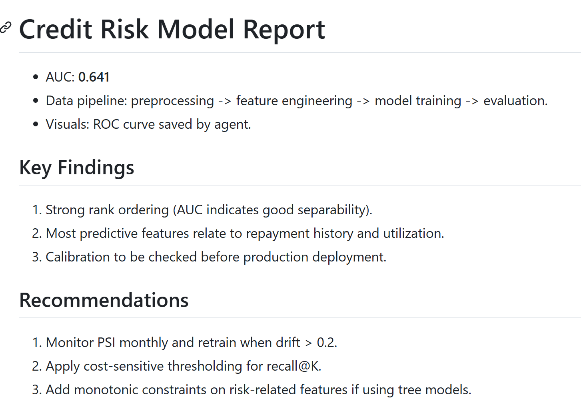 Credit Risk Model Report
AUC: 0.641
Data pipeline: preprocessing -> feature engineering -> model training -> evaluation.
Visuals: ROC curve saved by agent.
Key Findings
1. Strong rank ordering (AUC indicates good separability).
2. Most predictive features relate to repayment history and utilization.
3. Calibration to be checked before production deployment.
Recommendations
1. Monitor PSI monthly and retrain when drift > 0.2.
2. Apply cost-sensitive thresholding for recall@K.
3. Add monotonic constraints on risk-related features if using tree models.